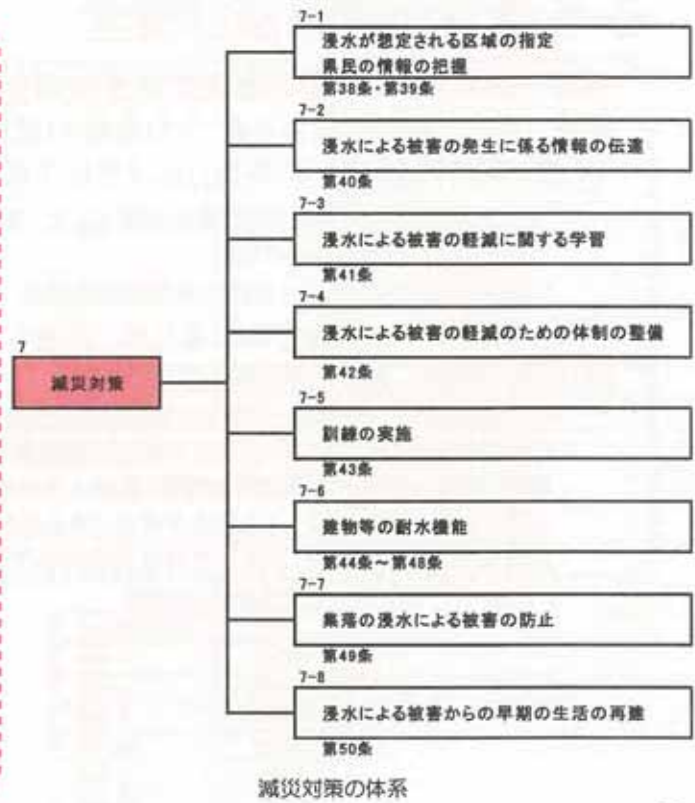 7-1
浸水が想定される区域の指定
県民の情報の把握
第38条・第39条
7-2
浸水による被害の発生に係る情報の伝達
第40条
7-3
浸水による被害の軽減に関する学習
第41条
7-4
浸水による被害の軽減のための体制の整備
第42条
7
減災対策
7-5
訓練の実施
第43条
7-6
建物等の耐水機能
第44条～第48条
7-7
集落の浸水による被害の防止
第49条
7-8
浸水による被害からの早期の生活の再建
第50条
減災対策の体系